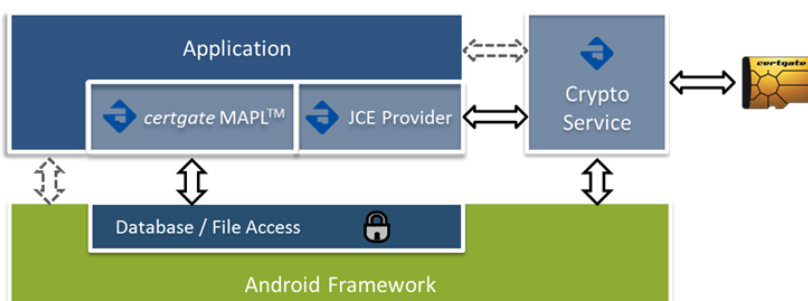 Application
certgate MAPL™
JCE Provider
Crypto
Service
certgate
Database / File Access
Android Framework